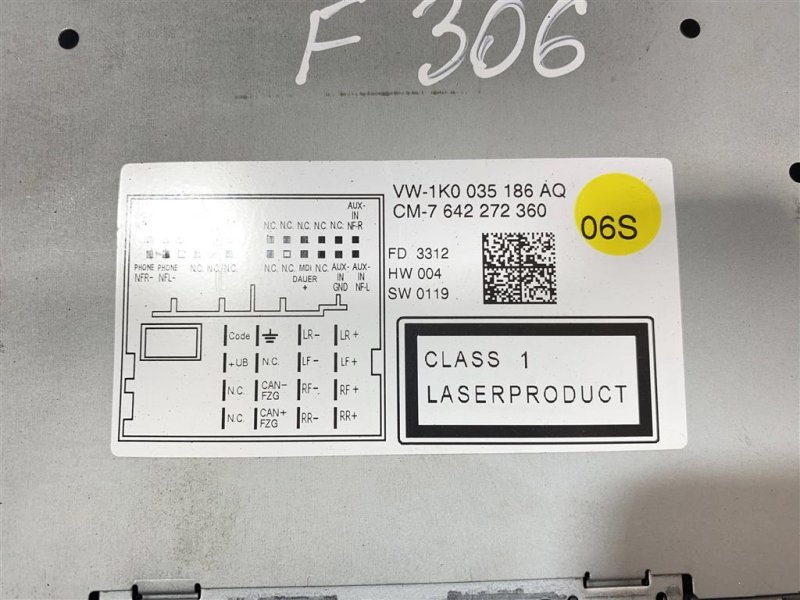 F 306
VW-1K0 035 186 AQ
CM-7 642 272 360
06S
FD 3312
HW 004
SW 0119
CLASS 1
LASERPRODUCT
AUX-
IN
N.C. N.C. N.C. N.C. N.C. NF-R
PHONE PHONE N.C. N.C. N.C. N.C. N.C. MDI N.C. AUX- AUX-
NFR- NFL- DAUER IN IN
+ GND NF-L
Code LR- LR+
+UB N.C. LF- LF+
N.C. CAN- RF- RF+
FZG
N.C. CAN+ RR- RR+
FZG